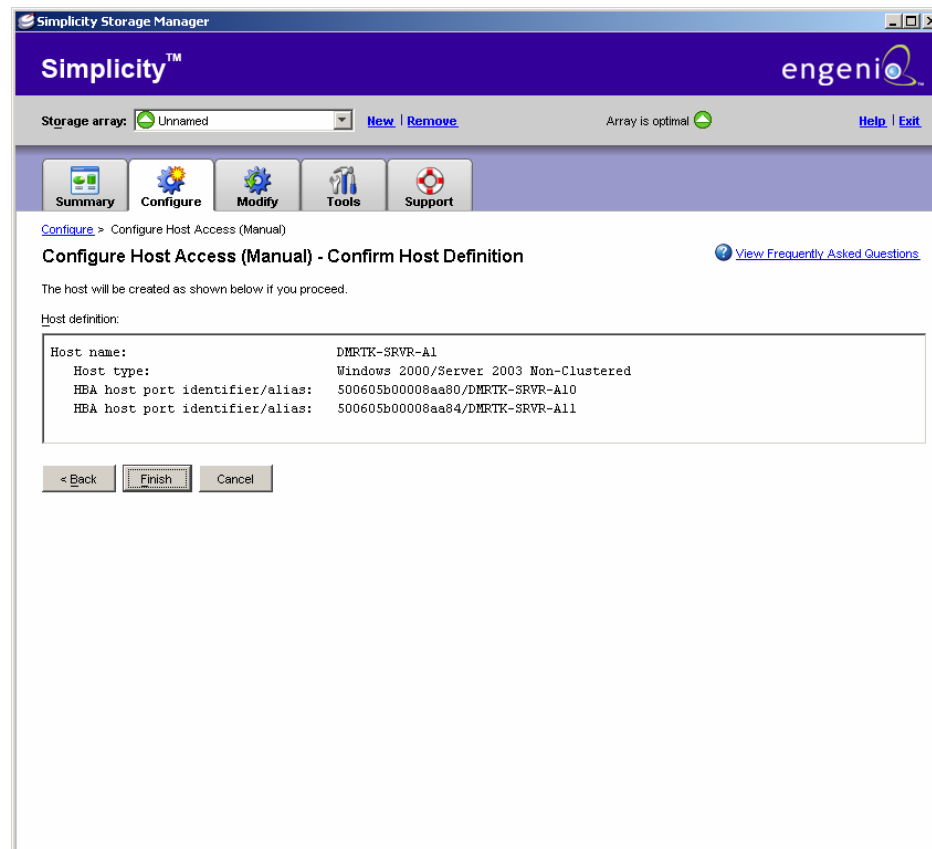 Simplicity Storage Manager
Simplicity™
engenio™
Storage array: Unnamed New | Remove Array is optimal Help | Exit
Summary Configure Modify Tools Support
Configure > Configure Host Access (Manual)
Configure Host Access (Manual) - Confirm Host Definition
? View Frequently Asked Questions
The host will be created as shown below if you proceed.
Host definition:
Host name: DMRTK-SRVR-A1
Host type: Windows 2000/Server 2003 Non-Clustered
HBA host port identifier/alias: 500605b00008aa80/DMRTK-SRVR-A10
HBA host port identifier/alias: 500605b00008aa84/DMRTK-SRVR-A11
< Back Finish Cancel